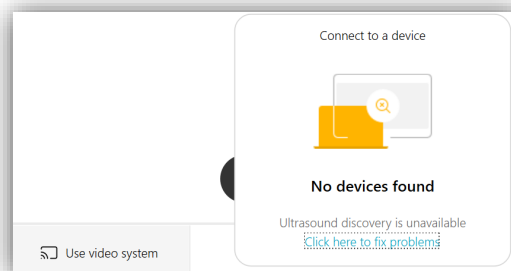 Connect to a device
No devices found
Ultrasound discovery is unavailable
Click here to fix problems
Use video system